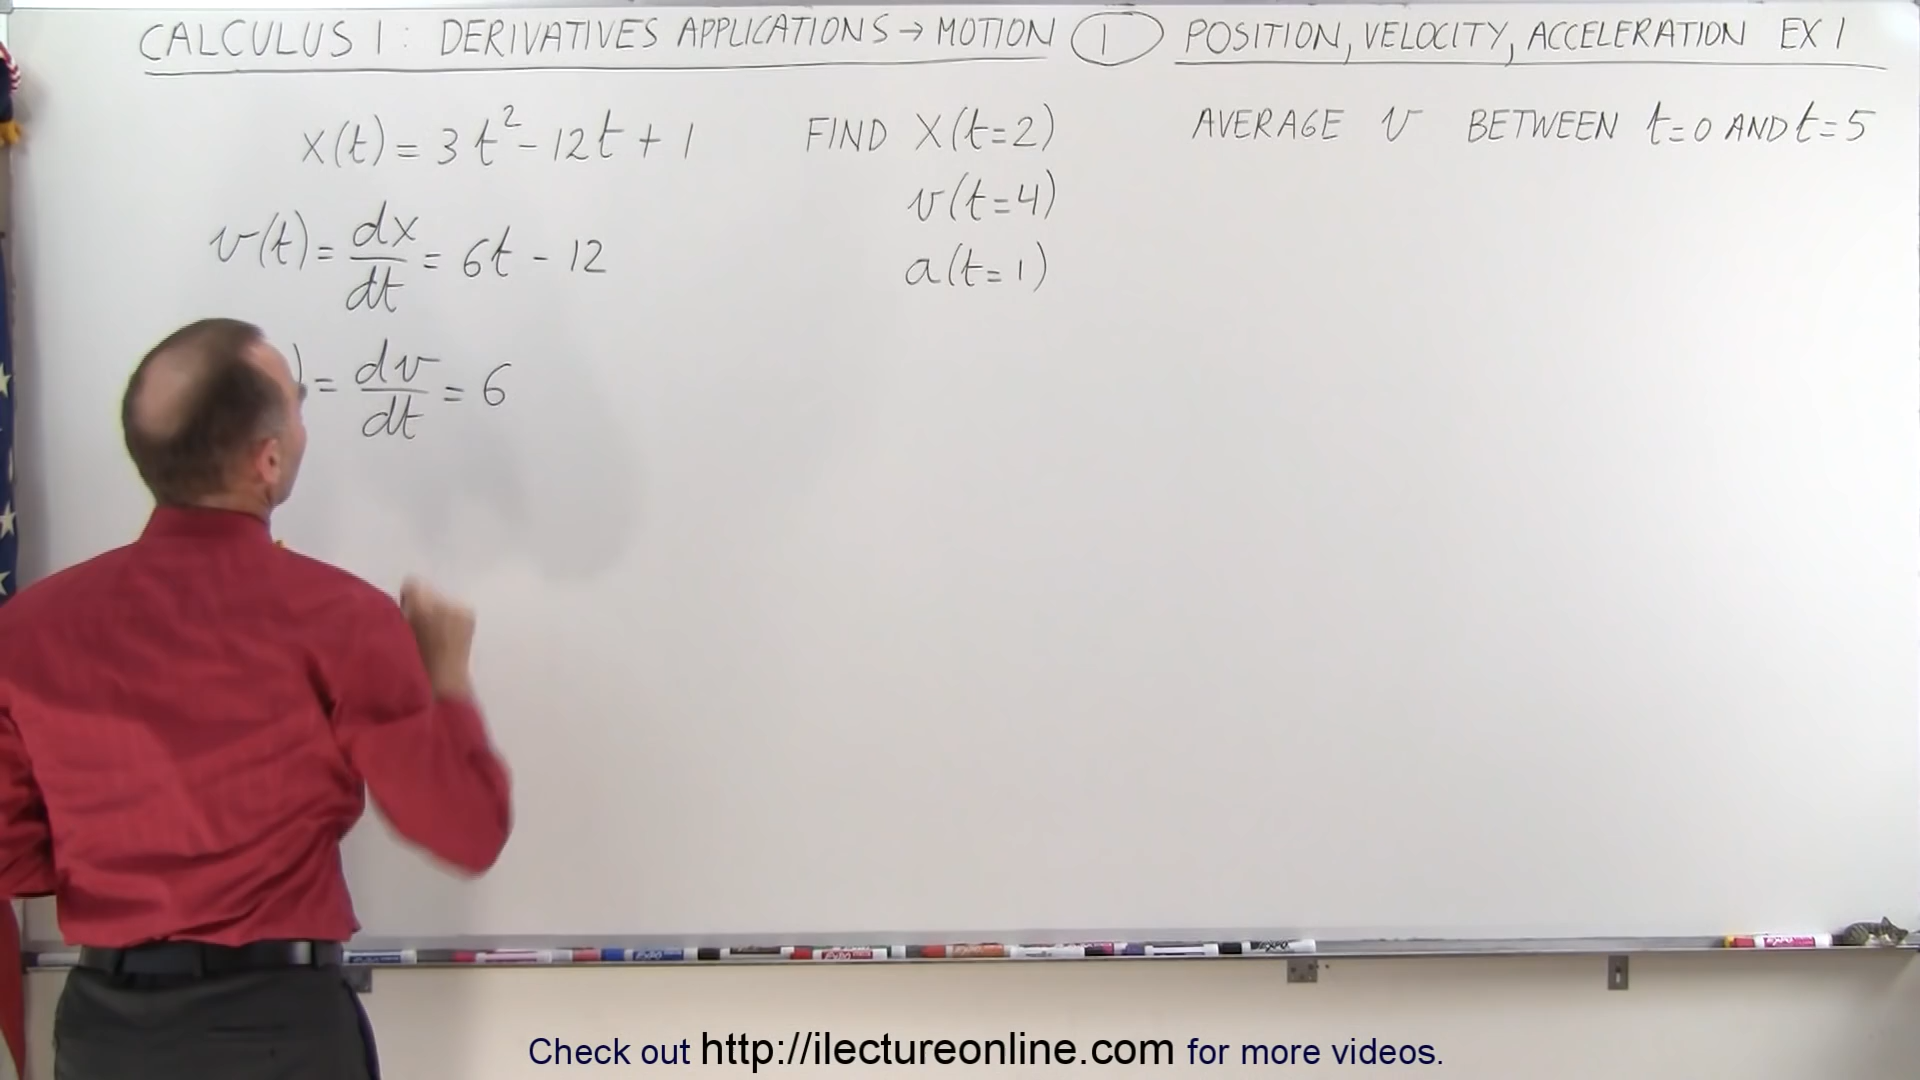 CALCULUS 1: DERIVATIVES APPLICATIONS → MOTION ① POSITION, VELOCITY, ACCELERATION EX 1
x(t) = 3t² - 12t + 1
v(t) = dx/dt = 6t - 12
) = dv/dt = 6
FIND x(t=2)
v(t=4)
a(t=1)
AVERAGE v BETWEEN t=0 AND t=5
Check out http://ilectureonline.com for more videos.